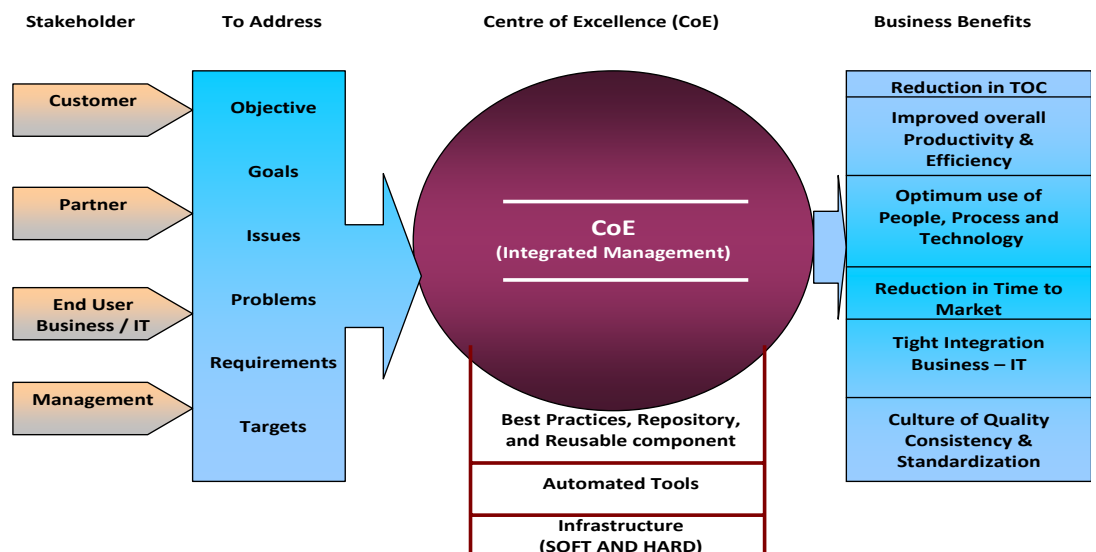 Stakeholder
To Address
Centre of Excellence (CoE)
Business Benefits
Customer
Partner
End User
Business / IT
Management
Objective
Goals
Issues
Problems
Requirements
Targets
CoE
(Integrated Management)
Best Practices, Repository,
and Reusable component
Automated Tools
Infrastructure
(SOFT AND HARD)
Reduction in TOC
Improved overall
Productivity &
Efficiency
Optimum use of
People, Process and
Technology
Reduction in Time to
Market
Tight Integration
Business – IT
Culture of Quality
Consistency &
Standardization